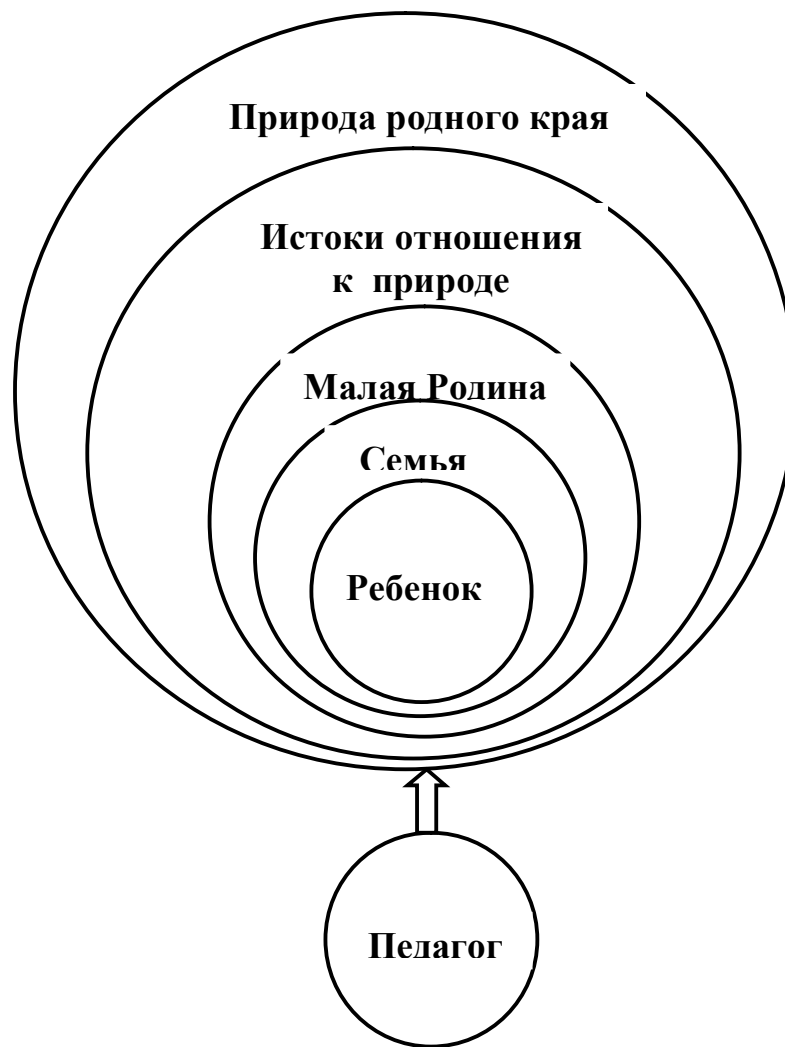 Природа родного края
Истоки отношения
к природе
Малая Родина
Семья
Ребенок
Педагог